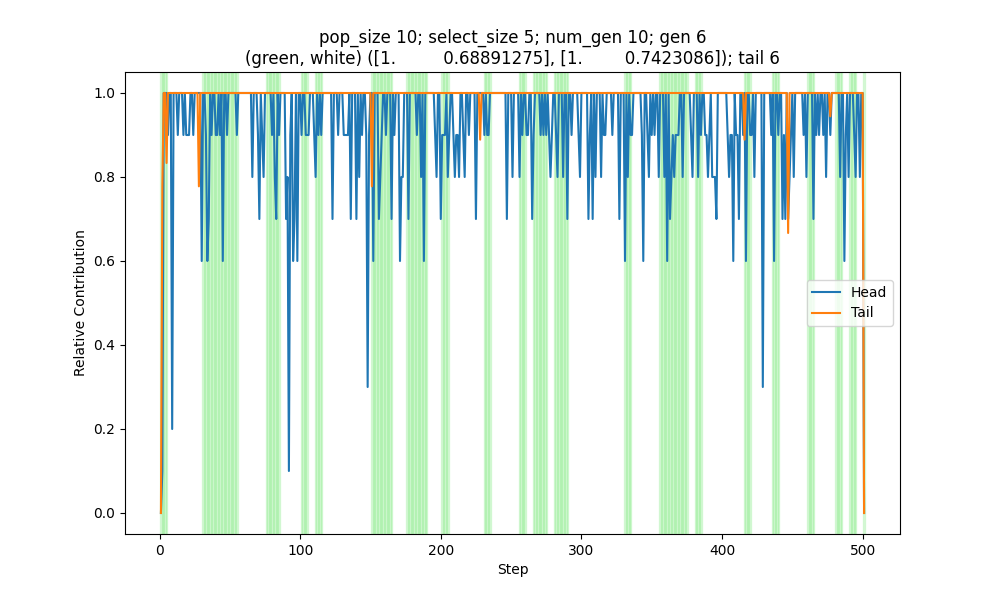 pop_size 10; select_size 5; num_gen 10; gen 6
(green, white) ([1.         0.68891275], [1.        0.7423086]); tail 6
1.0
0.8
0.6
0.4
0.2
0.0
Relative Contribution
Head
Tail
0 100 200 300 400 500
Step